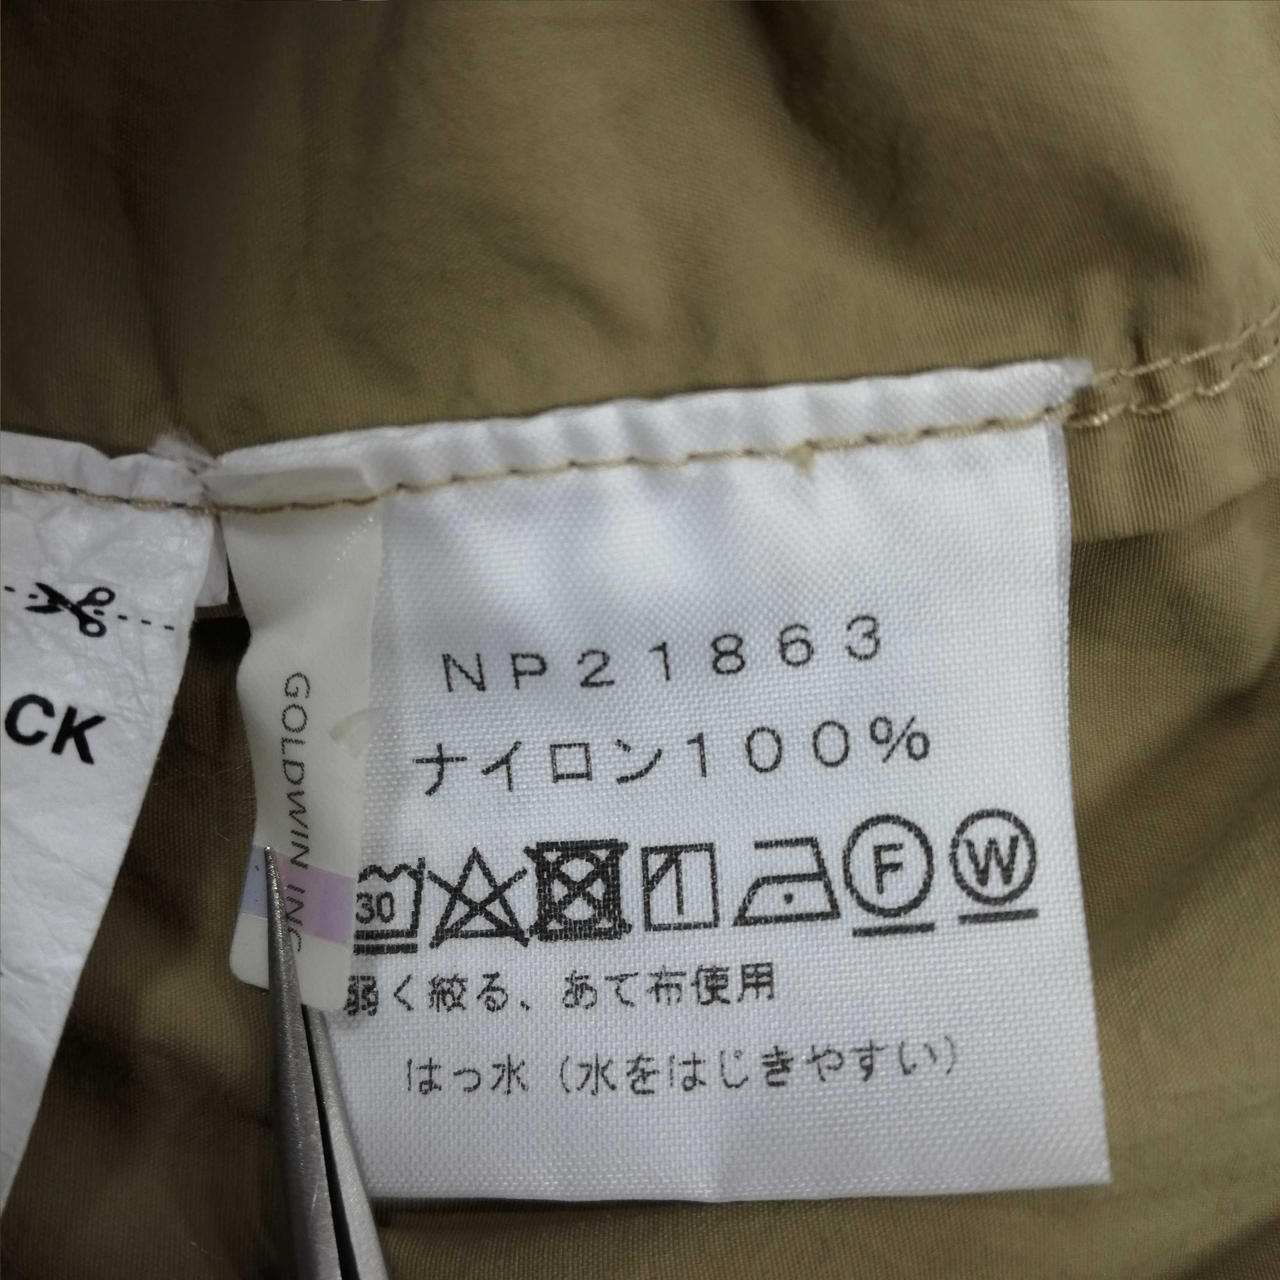 CK
GOLDWIN INC
NP21863
ナイロン100%
30 F W
弱く絞る、あて布使用
はっ水（水をはじきやすい）